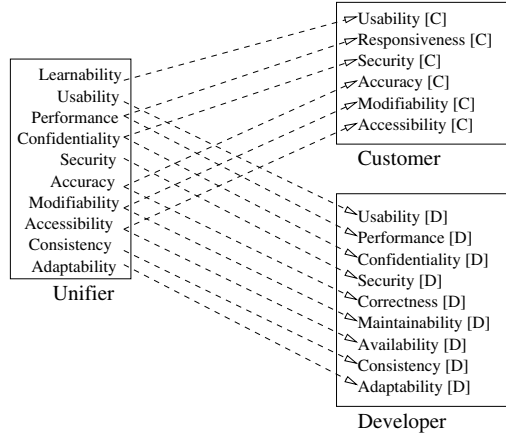 Learnability
Usability
Performance
Confidentiality
Security
Accuracy
Modifiability
Accessibility
Consistency
Adaptability
Unifier
Usability [C]
Responsiveness [C]
Security [C]
Accuracy [C]
Modifiability [C]
Accessibility [C]
Customer
Usability [D]
Performance [D]
Confidentiality [D]
Security [D]
Correctness [D]
Maintainability [D]
Availability [D]
Consistency [D]
Adaptability [D]
Developer